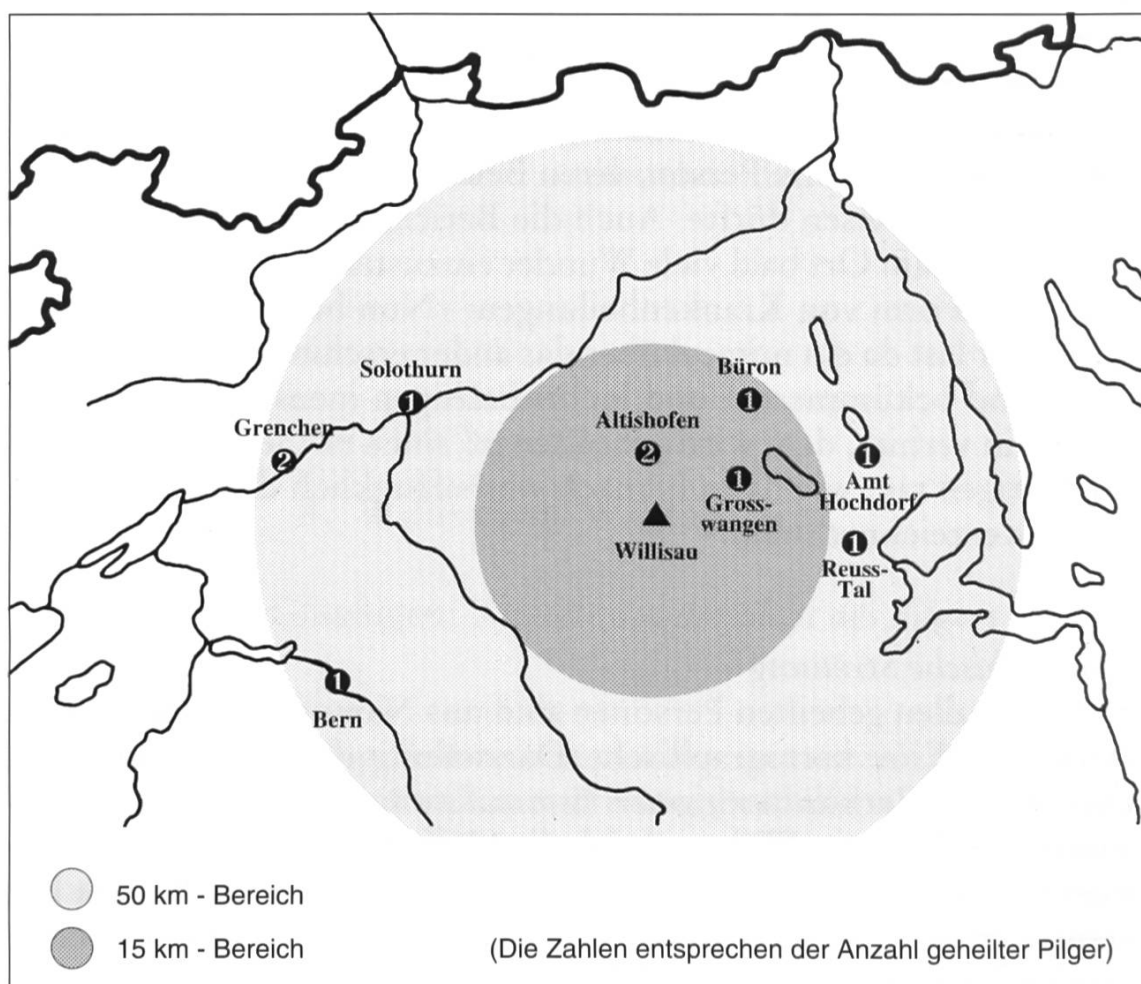 Büron
1
Solothurn
1
Grenchen
2
Altishofen
2
1
Gross-
wangen
1
Amt
Hochdorf
Willisau
1
Reuss-
Tal
1
Bern
50 km - Bereich
15 km - Bereich
(Die Zahlen entsprechen der Anzahl geheilter Pilger)